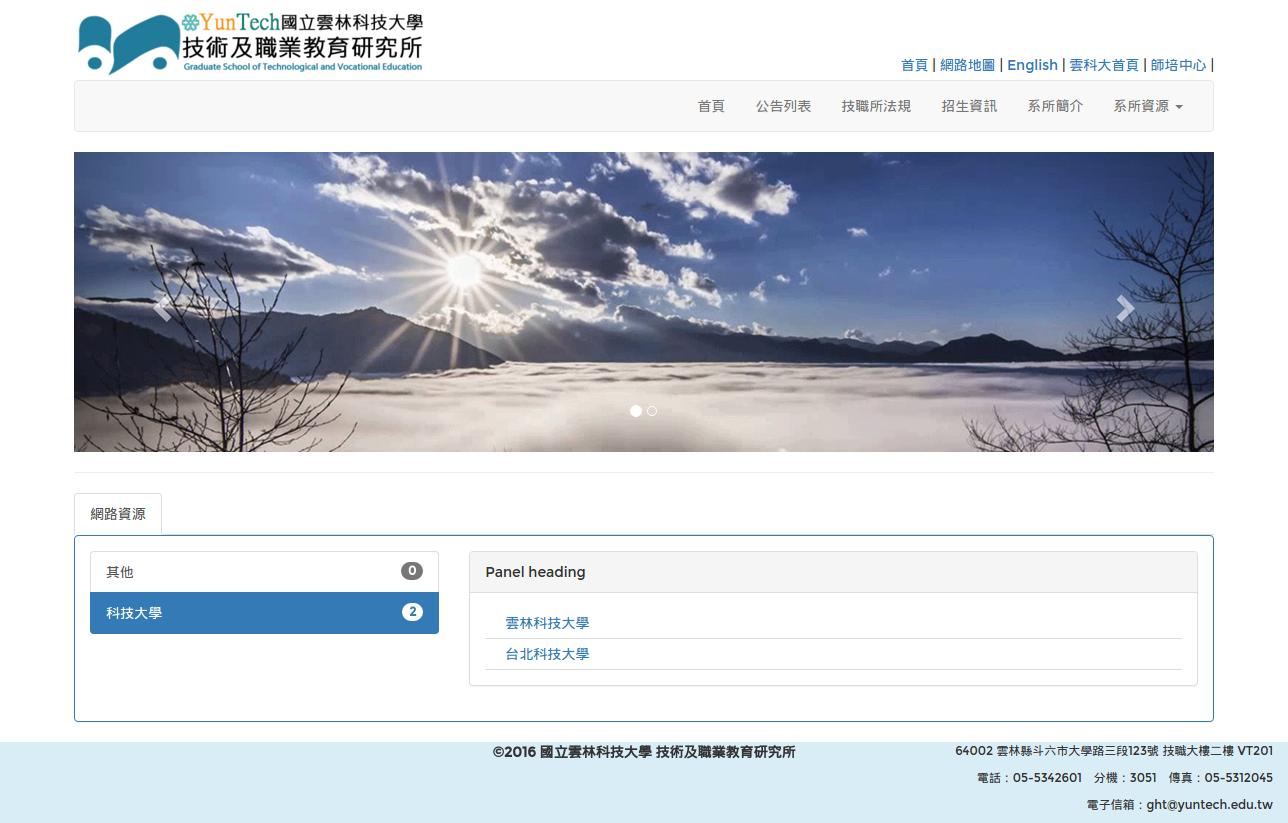 YunTech國立雲林科技大學
技術及職業教育研究所
Graduate School of Technological and Vocational Education
首頁 | 網路地圖 | English | 雲科大首頁 | 師培中心 |
首頁 公告列表 技職所法規 招生資訊 系所簡介 系所資源
網路資源
其他 0
科技大學 2
Panel heading
雲林科技大學
台北科技大學
©2016 國立雲林科技大學 技術及職業教育研究所
64002 雲林縣斗六市大學路三段123號 技職大樓二樓 VT201
電話：05-5342601 分機：3051 傳真：05-5312045
電子信箱：ght@yuntech.edu.tw